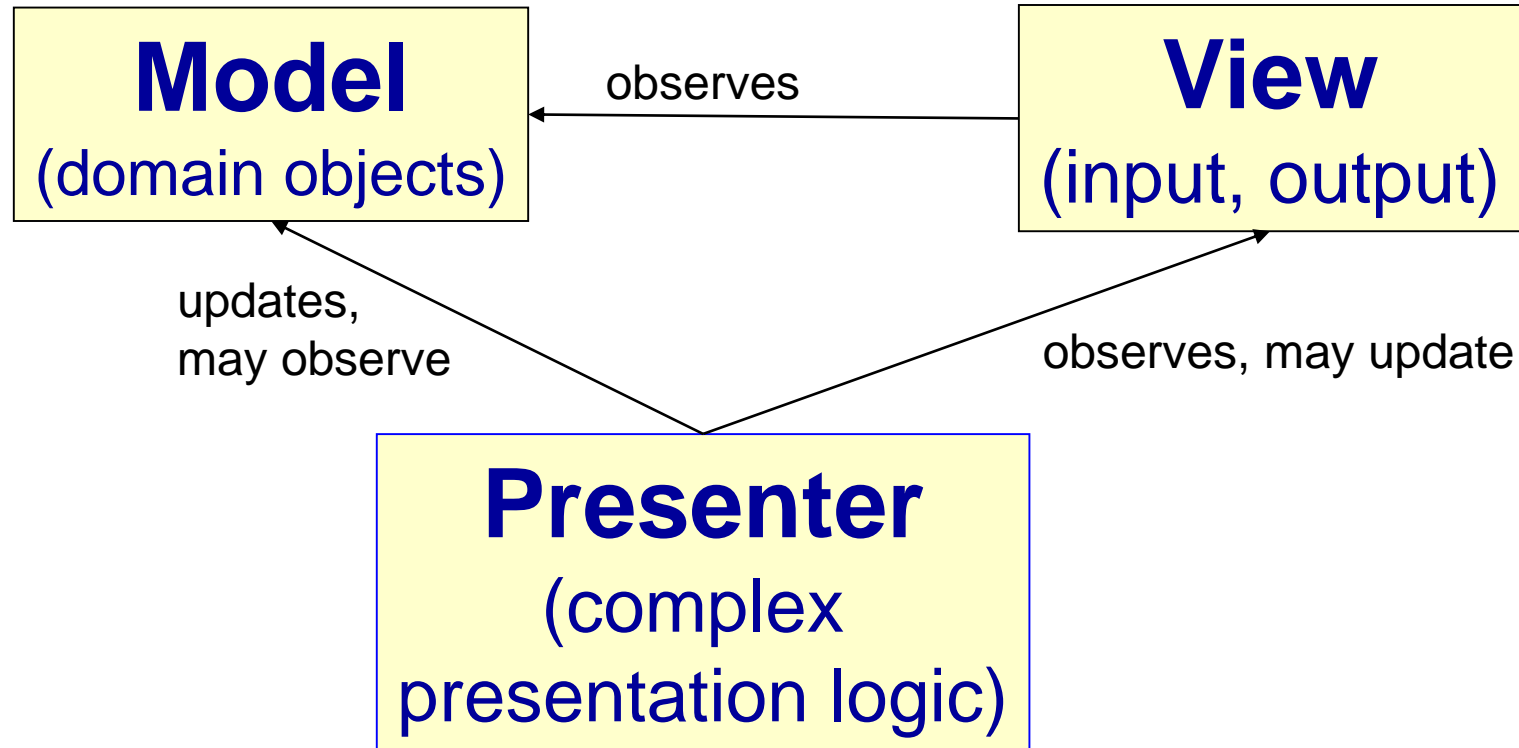 Model
(domain objects)
observes
View
(input, output)
updates,
may observe
observes, may update
Presenter
(complex
presentation logic)